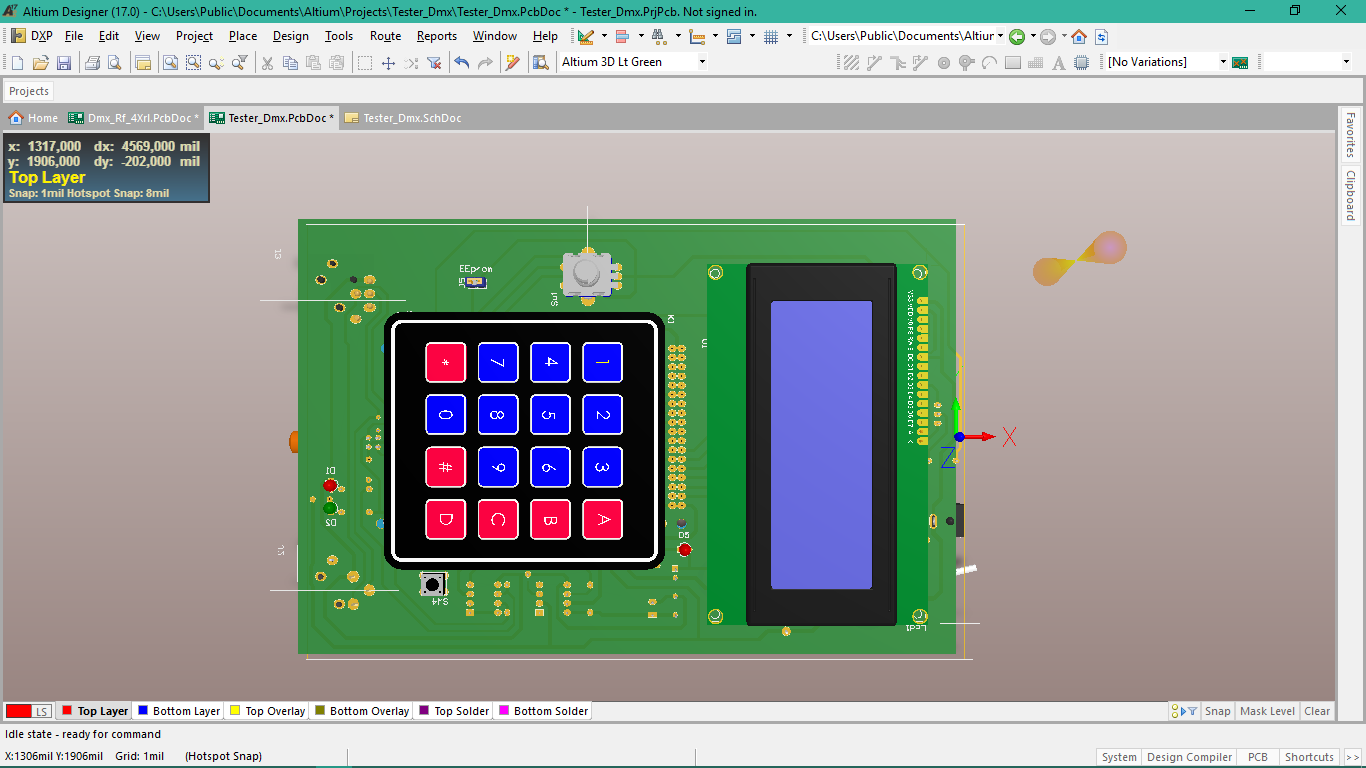 Altium Designer (17.0) - C:\Users\Public\Documents\Altium\Projects\Tester_Dmx\Tester_Dmx.PcbDoc * - Tester_Dmx.PrjPcb. Not signed in.
DXP File Edit View Project Place Design Tools Route Reports Window Help C:\Users\Public\Documents\Altiur
Altium 3D Lt Green [No Variations]
Projects
Home Dmx_Rf_4Xrl.PcbDoc * Tester_Dmx.PcbDoc * Tester_Dmx.SchDoc
Favorites
Clipboard
x: 1317,000 dx: 4569,000 mil
y: 1906,000 dy: -202,000 mil
Top Layer
Snap: 1mil Hotspot Snap: 8mil
* 7 4 1
0 8 5 2
# 9 6 3
D C B A
D1
D5
S14
Lcd1
X
Z
LS Top Layer Bottom Layer Top Overlay Bottom Overlay Top Solder Bottom Solder Snap Mask Level Clear
Idle state - ready for command
X:1306mil Y:1906mil Grid: 1mil (Hotspot Snap) System Design Compiler PCB Shortcuts >>